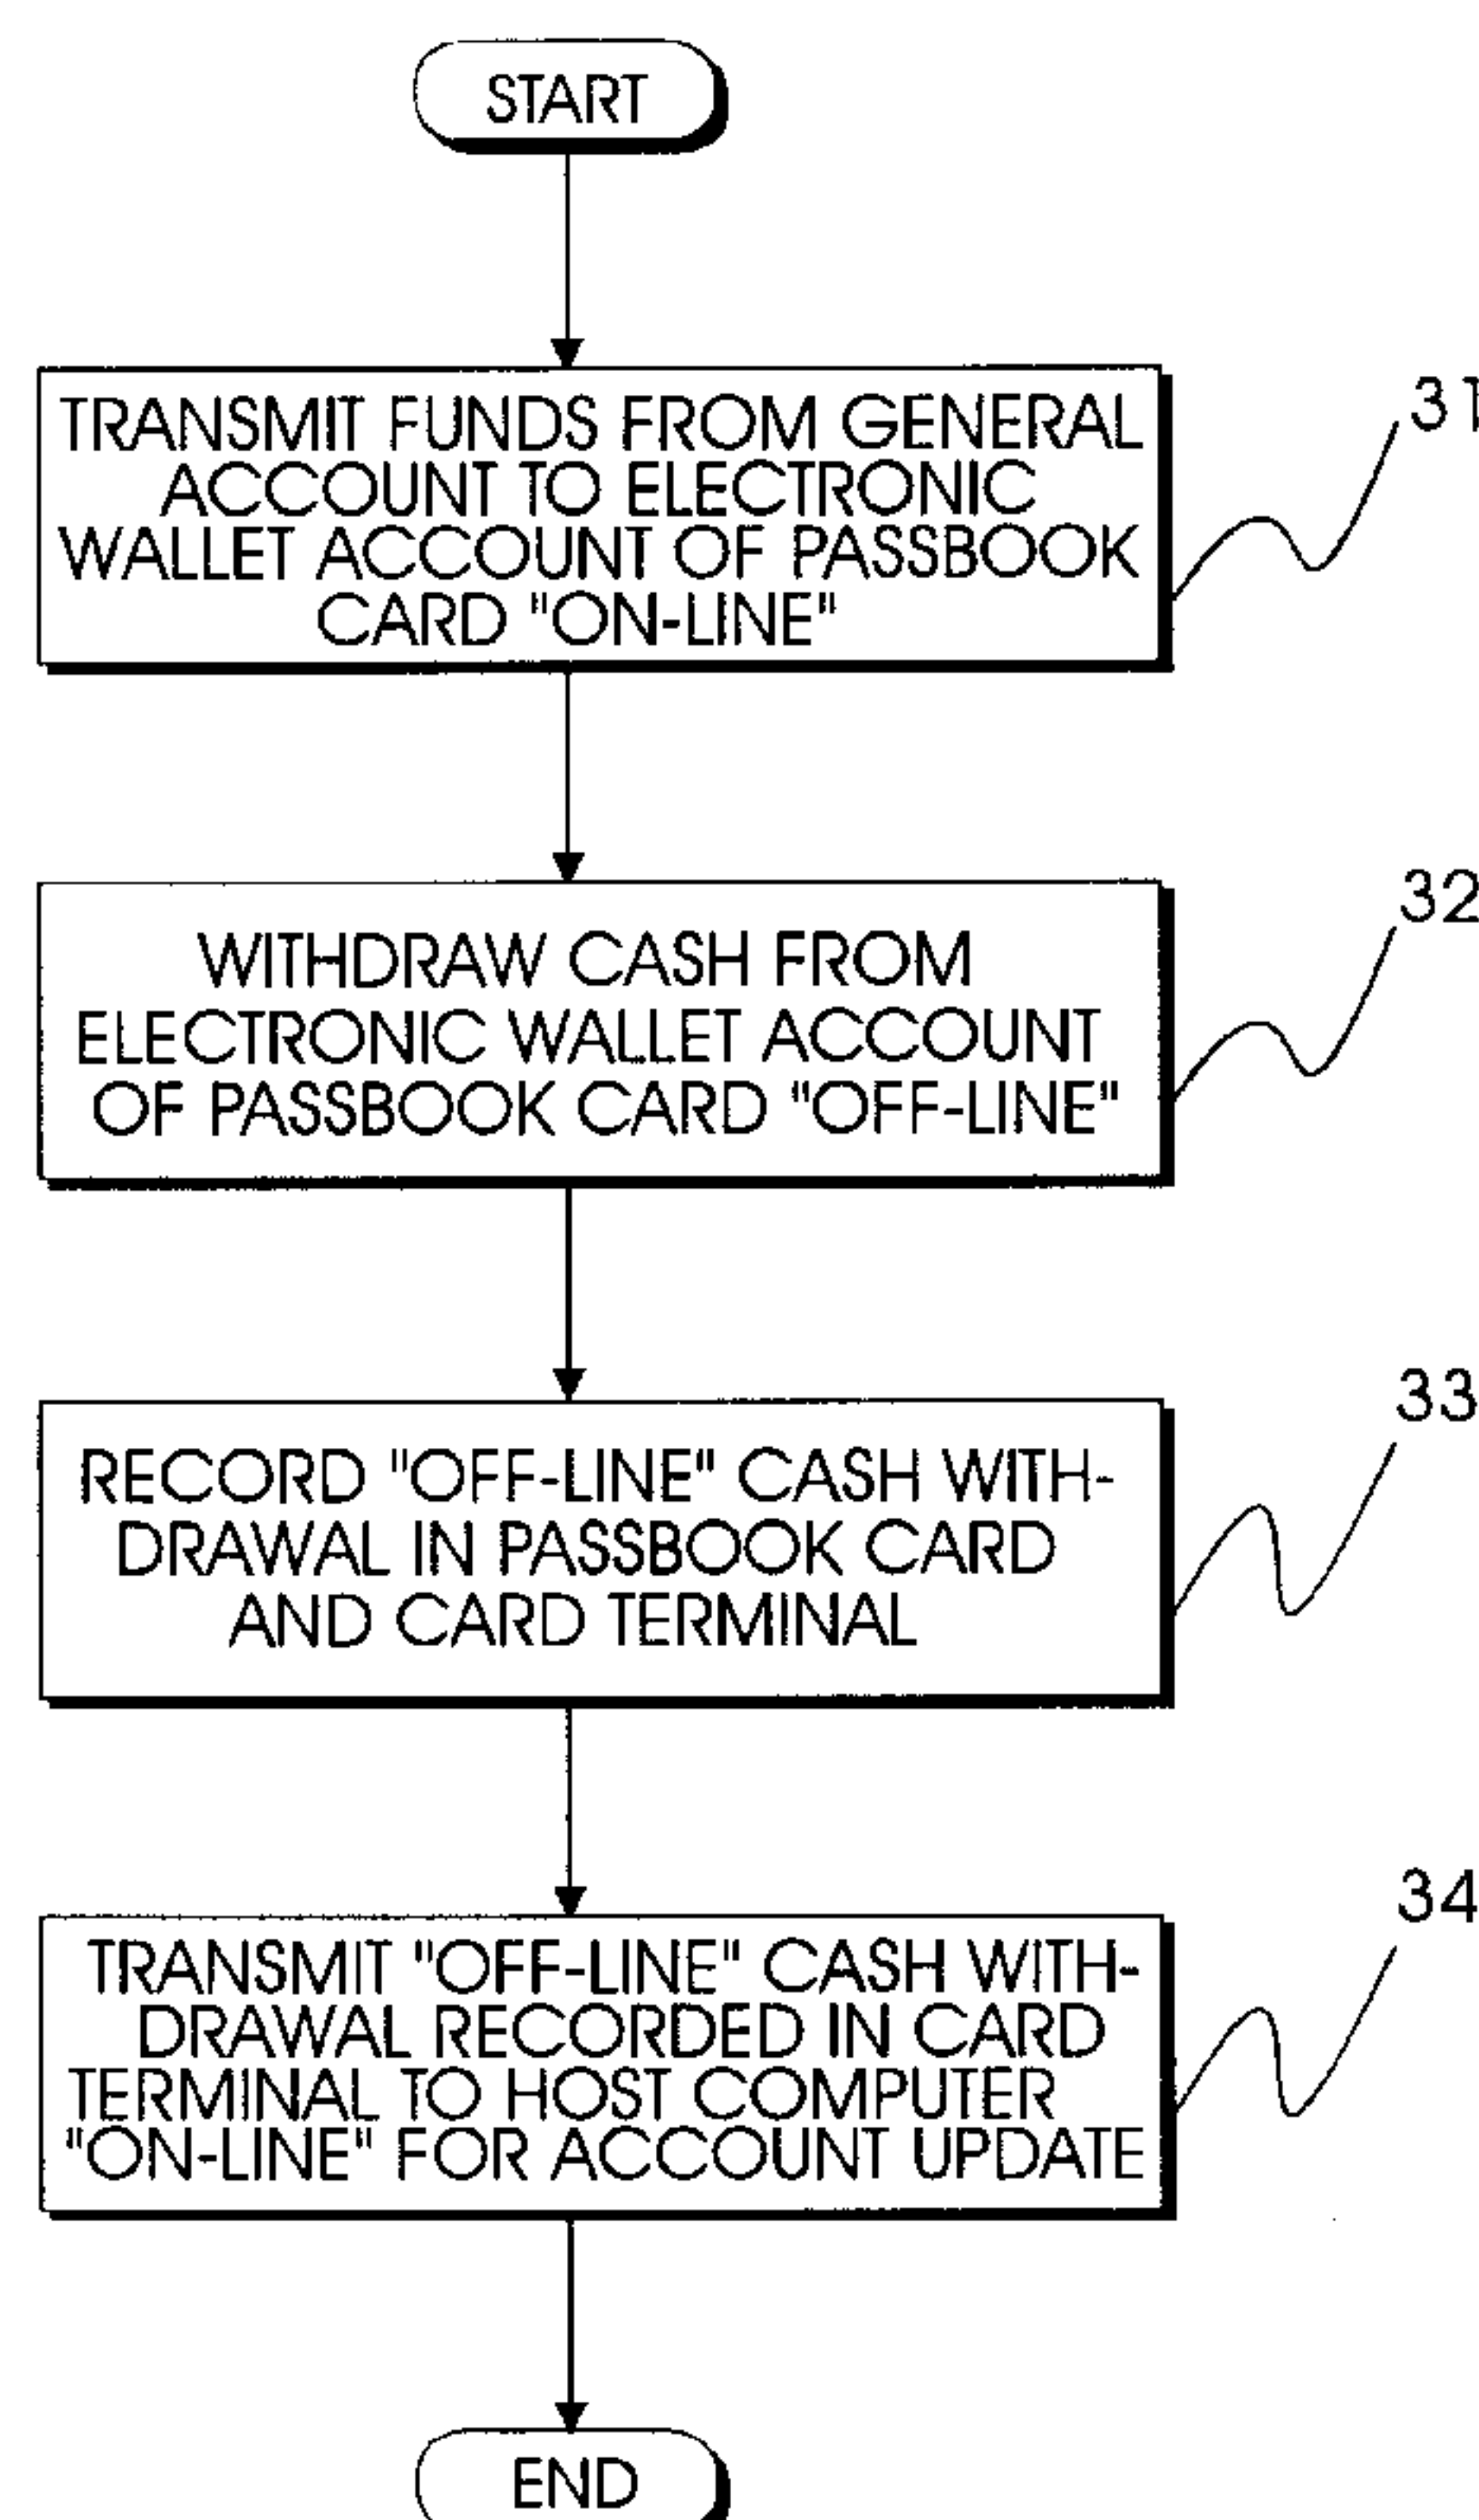 START
TRANSMIT FUNDS FROM GENERAL
ACCOUNT TO ELECTRONIC
WALLET ACCOUNT OF PASSBOOK
CARD "ON-LINE"
31
WITHDRAW CASH FROM
ELECTRONIC WALLET ACCOUNT
OF PASSBOOK CARD "OFF-LINE"
32
RECORD "OFF-LINE" CASH WITH-
DRAWAL IN PASSBOOK CARD
AND CARD TERMINAL
33
TRANSMIT "OFF-LINE" CASH WITH-
DRAWAL RECORDED IN CARD
TERMINAL TO HOST COMPUTER
"ON-LINE" FOR ACCOUNT UPDATE
34
END